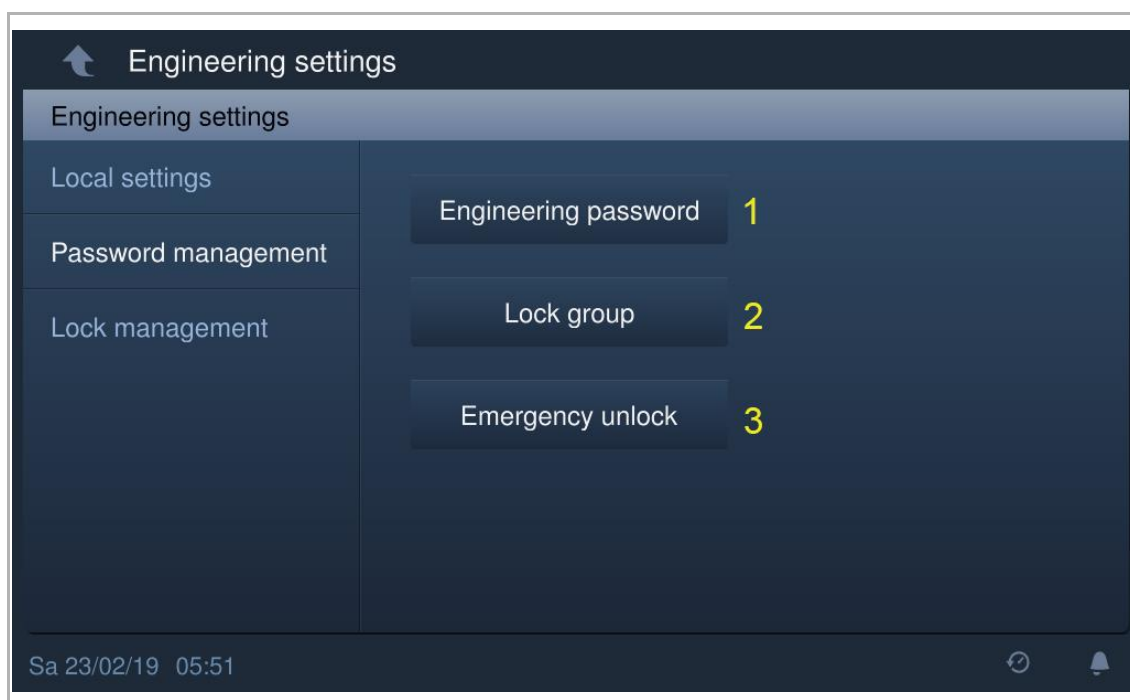 Engineering settings
Engineering settings
Local settings
Password management
Lock management
Engineering password 1
Lock group 2
Emergency unlock 3
Sa 23/02/19 05:51